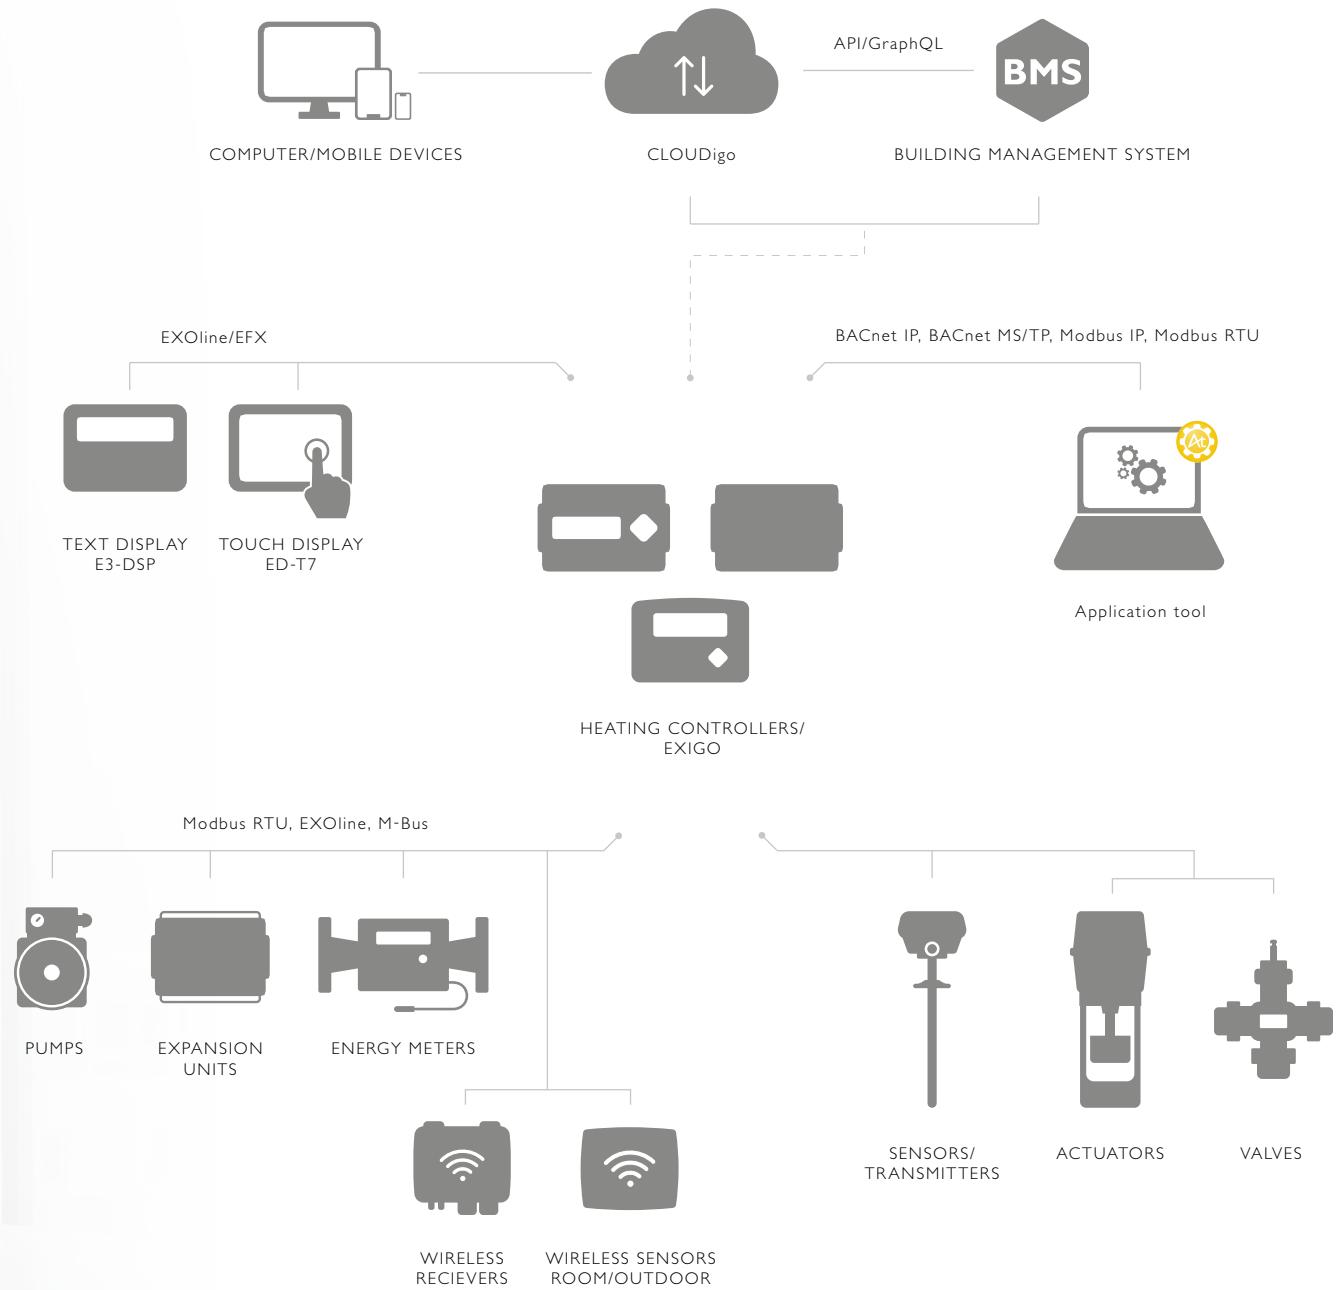 API/GraphQL
BMS
COMPUTER/MOBILE DEVICES
CLOUDigo
BUILDING MANAGEMENT SYSTEM
EXOline/EFX
BACnet IP, BACnet MS/TP, Modbus IP, Modbus RTU
At
TEXT DISPLAY
E3-DSP
TOUCH DISPLAY
ED-T7
Application tool
HEATING CONTROLLERS/
EXIGO
Modbus RTU, EXOline, M-Bus
PUMPS
EXPANSION
UNITS
ENERGY METERS
SENSORS/
TRANSMITTERS
ACTUATORS
VALVES
WIRELESS
RECIEVERS
WIRELESS SENSORS
ROOM/OUTDOOR